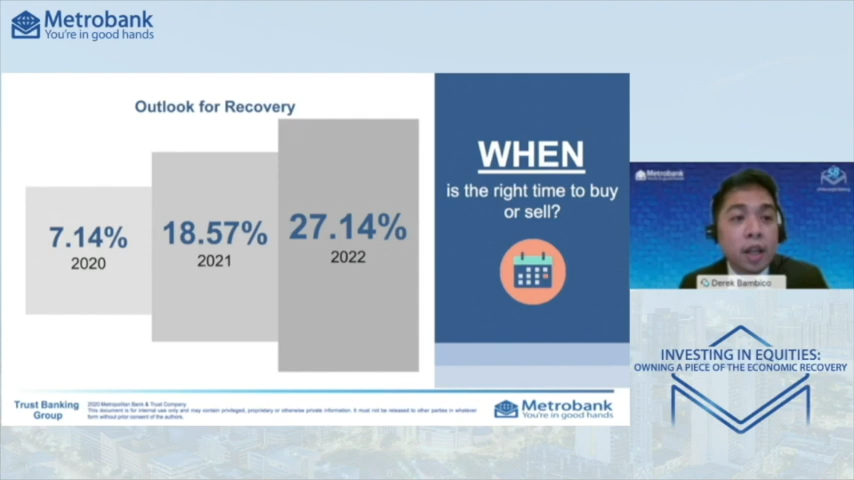 Metrobank
You're in good hands
Outlook for Recovery
7.14%
2020
18.57%
2021
27.14%
2022
WHEN
is the right time to buy
or sell?
Metrobank
Derek Bambico
INVESTING IN EQUITIES:
OWNING A PIECE OF THE ECONOMIC RECOVERY
Trust Banking
Group
2020 Metropolitan Bank & Trust Company
This document is for internal use only and may contain privileged, proprietary or otherwise private information. It must not be released to other parties in whatever
form without prior consent of the authors.
Metrobank
You're in good hands